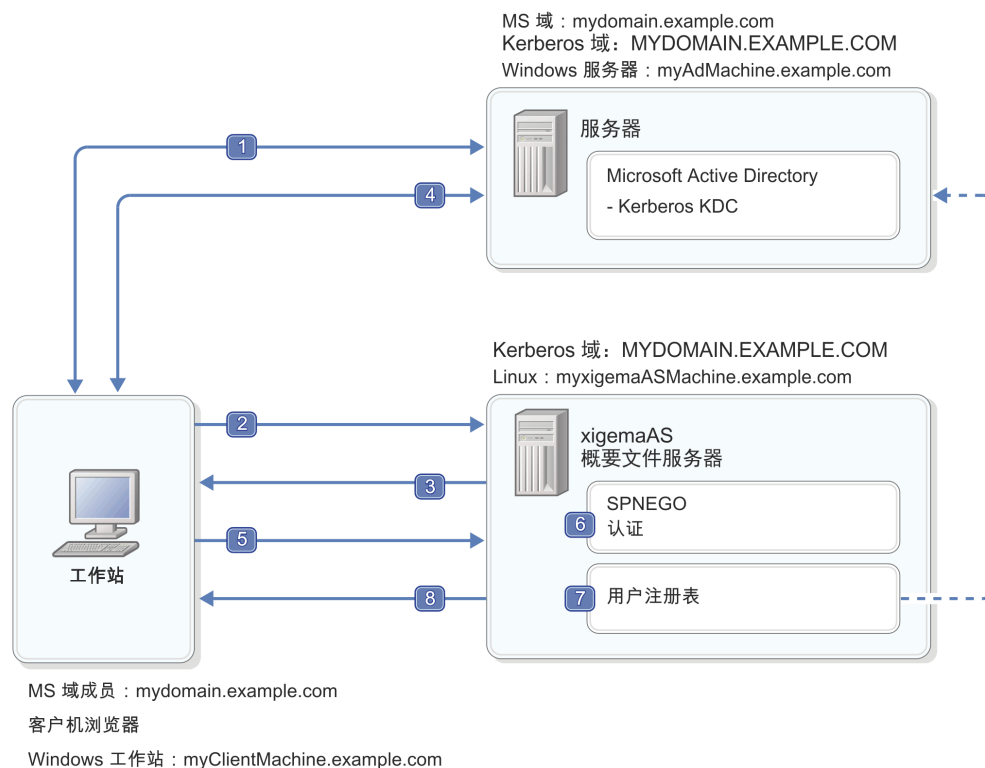 MS 域：mydomain.example.com
Kerberos 域：MYDOMAIN.EXAMPLE.COM
Windows 服务器：myAdMachine.example.com
服务器
Microsoft Active Directory
- Kerberos KDC
1
4
Kerberos 域：MYDOMAIN.EXAMPLE.COM
Linux：myxigemaASMachine.example.com
2
3
5
8
xigemaAS
概要文件服务器
SPNEGO
认证
6
7
用户注册表
工作站
MS 域成员：mydomain.example.com
客户机浏览器
Windows 工作站：myClientMachine.example.com